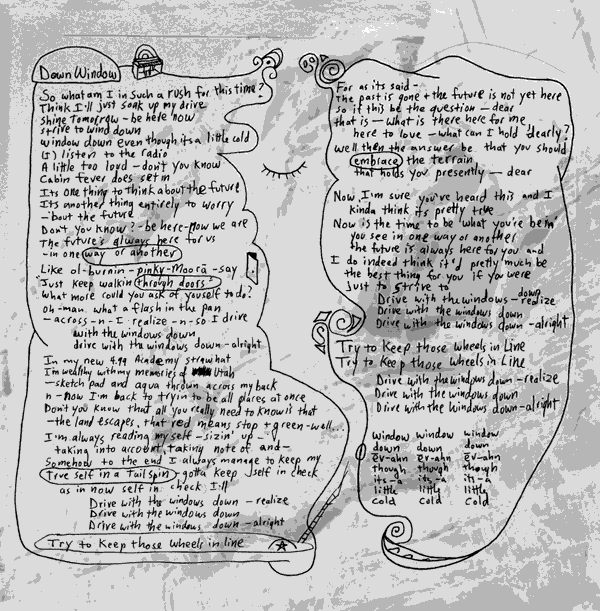 Down Window
So what am I in such a rush for this time?
Think I'll just soak up my drive
Shine Tomorrow - be here now
strive to wind down
window down even though its a little cold
(I) listen to the radio
A little too loud - don't you know
Cabin fever does set in
Its one thing to think about the future
Its another thing entirely to worry
-'bout the future
Don't you know? - be here - now we are
The future's always here for us
- in one way or another
Like ol-burnin - pinky-Moora - say
"Just keep walkin through doors"
what more could you ask of youself to do?
Oh-man. what a flash in the pan
- across - n - I realize - n - so I drive
with the windows down
drive with the windows down - alright
In my new 4.99 Academy straw hat
I'm wealthy with my memories of Utah
- sketch pad and aqua thrown across my back
n - now I'm back to tryin to be all places at once
Don't you know that all you really need to know is that
- the land escapes, that red means stop + green - well...
I'm always reading myself - sizin' up -
taking into account, taking note of and -
Somehow to the end I always manage to keep my
True self in a Tail spin - gotta keep self in check
as in now self in check I'll
Drive with the windows down - realize
Drive with the windows down
Drive with the windows down - alright
Try to keep those wheels in line
For as its said -
The past is gone + the future is not yet here
so if this be the question - dear
that is - what is there here for me
here to love - what can I hold dearly?
well then the answer be that you should
embrace the terrain
that holds you presently - dear
Now I'm sure you've heard this and I
kinda think its pretty true
Now is the time to be what you're bein'
you see in one way or another
the future is always here for you and
I do indeed think it'd pretty much be
the best thing for you if you were
Just to strive to
Drive with the windows down - realize
Drive with the windows down
Drive with the windows down - alright
Try to Keep those wheels in Line
Try to Keep those wheels in Line
Drive with the windows down - realize
Drive with the windows down
Drive with the windows down - alright
window window window
down down down
ēv-ahn ēv-ahn ēv-ahn
though though though
its-a its-a its-a
little little little
cold cold cold